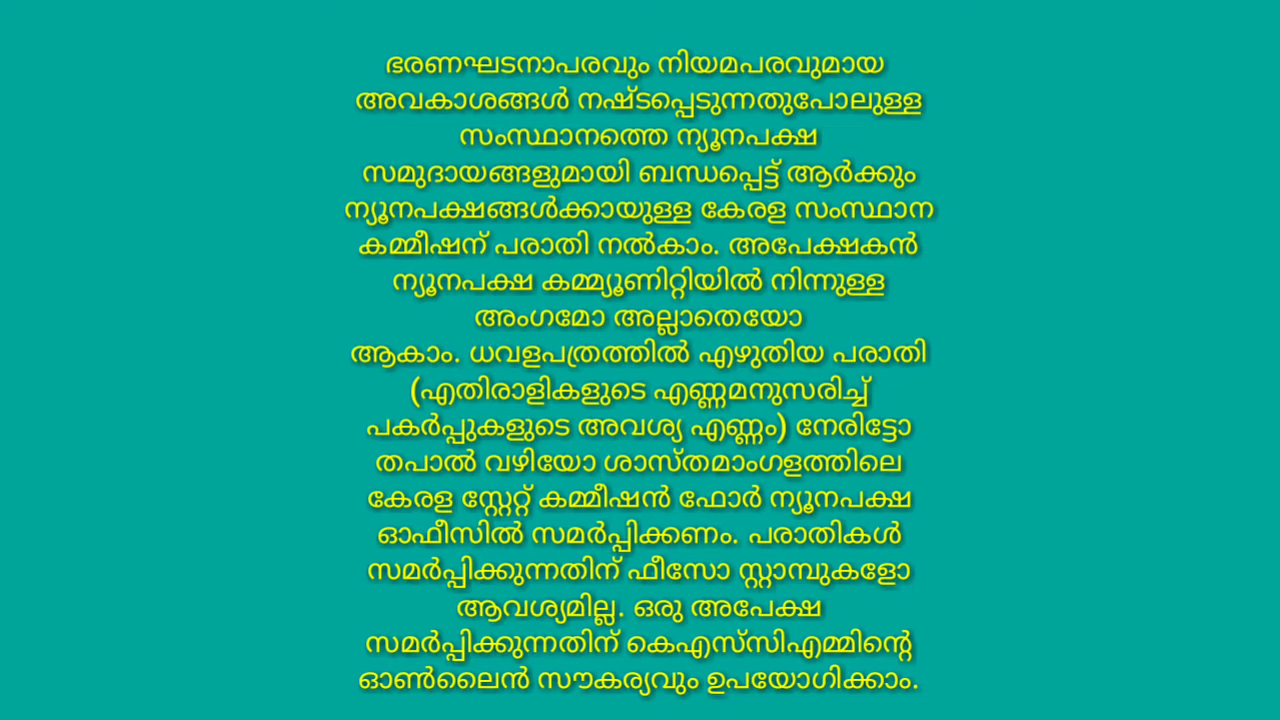 ഭരണഘടനാപരവും നിയമപരവുമായ
അവകാശങ്ങൾ നഷ്ടപ്പെടുന്നതുപോലുള്ള
സംസ്ഥാനത്തെ ന്യൂനപക്ഷ
സമുദായങ്ങളുമായി ബന്ധപ്പെട്ട് ആർക്കും
ന്യൂനപക്ഷങ്ങൾക്കായുള്ള കേരള സംസ്ഥാന
കമ്മീഷന് പരാതി നൽകാം. അപേക്ഷകൻ
ന്യൂനപക്ഷ കമ്മ്യൂണിറ്റിയിൽ നിന്നുള്ള
അംഗമോ അല്ലാതെയോ
ആകാം. ധവളപത്രത്തിൽ എഴുതിയ പരാതി
(എതിരാളികളുടെ എണ്ണമനുസരിച്ച്
പകർപ്പുകളുടെ അവശ്യ എണ്ണം) നേരിട്ടോ
തപാൽ വഴിയോ ശാസ്തമാംഗളത്തിലെ
കേരള സ്റ്റേറ്റ് കമ്മീഷൻ ഫോർ ന്യൂനപക്ഷ
ഓഫീസിൽ സമർപ്പിക്കണം. പരാതികൾ
സമർപ്പിക്കുന്നതിന് ഫീസോ സ്റ്റാമ്പുകളോ
ആവശ്യമില്ല. ഒരു അപേക്ഷ
സമർപ്പിക്കുന്നതിന് കെഎസ്‌സിഎമ്മിന്റെ
ഓൺലൈൻ സൗകര്യവും ഉപയോഗിക്കാം.